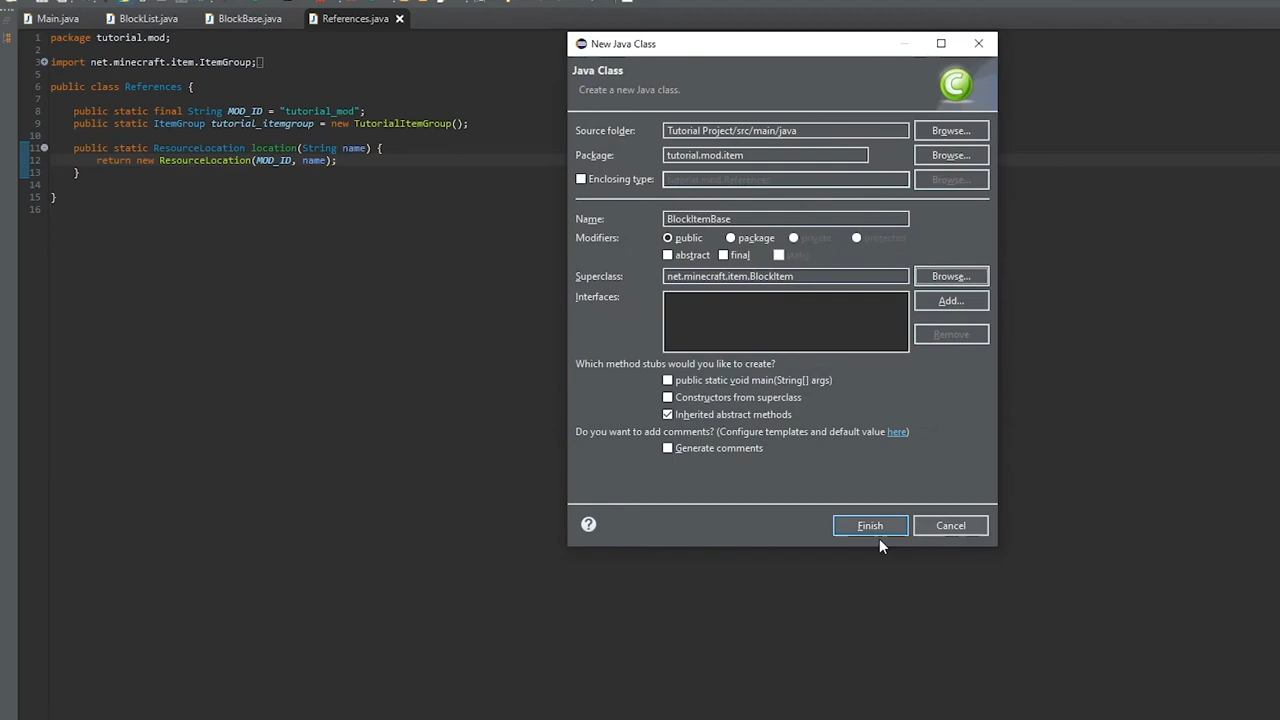 Main.java BlockList.java BlockBase.java References.java
1 package tutorial.mod;
2
3 import net.minecraft.item.ItemGroup;
5
6 public class References {
7
8 public static final String MOD_ID = "tutorial_mod";
9 public static ItemGroup tutorial_itemgroup = new TutorialItemGroup();
10
11 public static ResourceLocation location(String name) {
12 return new ResourceLocation(MOD_ID, name);
13 }
14
15 }
16
New Java Class
Java Class
Create a new Java class.
Source folder: Tutorial Project/src/main/java Browse...
Package: tutorial.mod.item Browse...
Enclosing type: tutorial.mod.References Browse...
Name: BlockItemBase
Modifiers: public package private protected
abstract final static
Superclass: net.minecraft.item.BlockItem Browse...
Interfaces: Add...
Remove
Which method stubs would you like to create?
public static void main(String[] args)
Constructors from superclass
Inherited abstract methods
Do you want to add comments? (Configure templates and default value here)
Generate comments
Finish Cancel